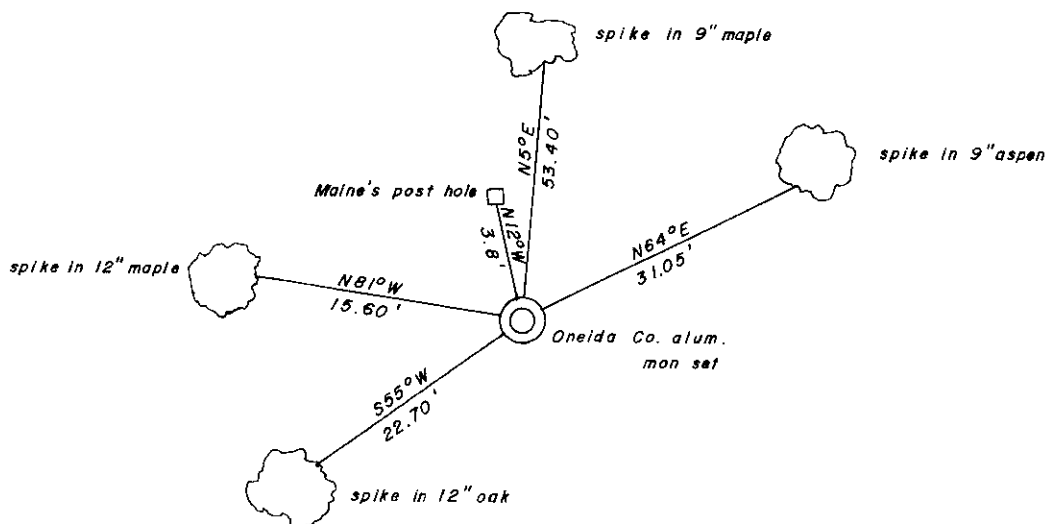 spike in 9" maple
spike in 9" aspen
N5°E
53.40'
Maine's post hole
N12°W
3.8'
N64°E
31.05'
spike in 12" maple
N81°W
15.60'
Oneida Co. alum.
mon set
S55°W
22.70'
spike in 12" oak